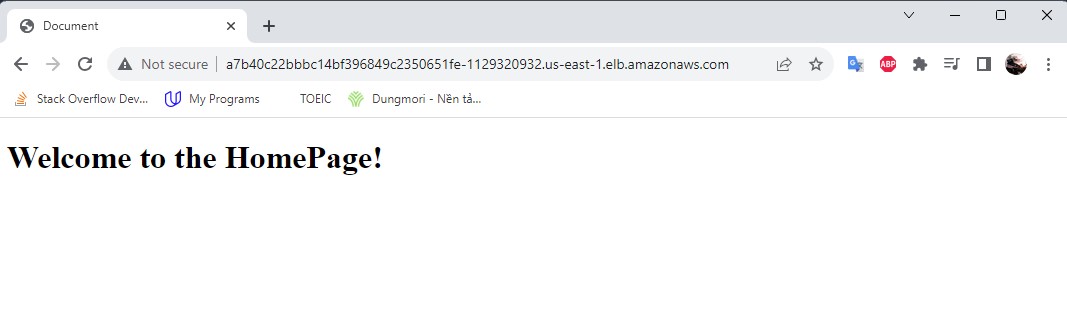 Document
Not secure a7b40c22bbbc14bf396849c2350651fe-1129320932.us-east-1.elb.amazonaws.com
ABP
Stack Overflow Dev... My Programs TOEIC Dungmori - Nền tả...
Welcome to the HomePage!